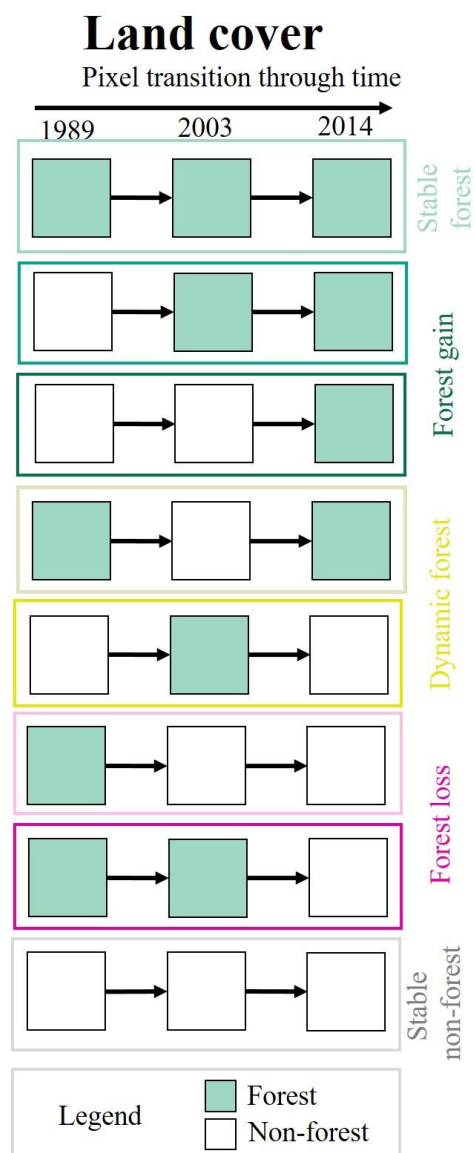 Land cover
Pixel transition through time
1989 2003 2014
Stable
forest
Forest gain
Dynamic forest
Forest loss
Stable
non-forest
Legend
Forest
Non-forest